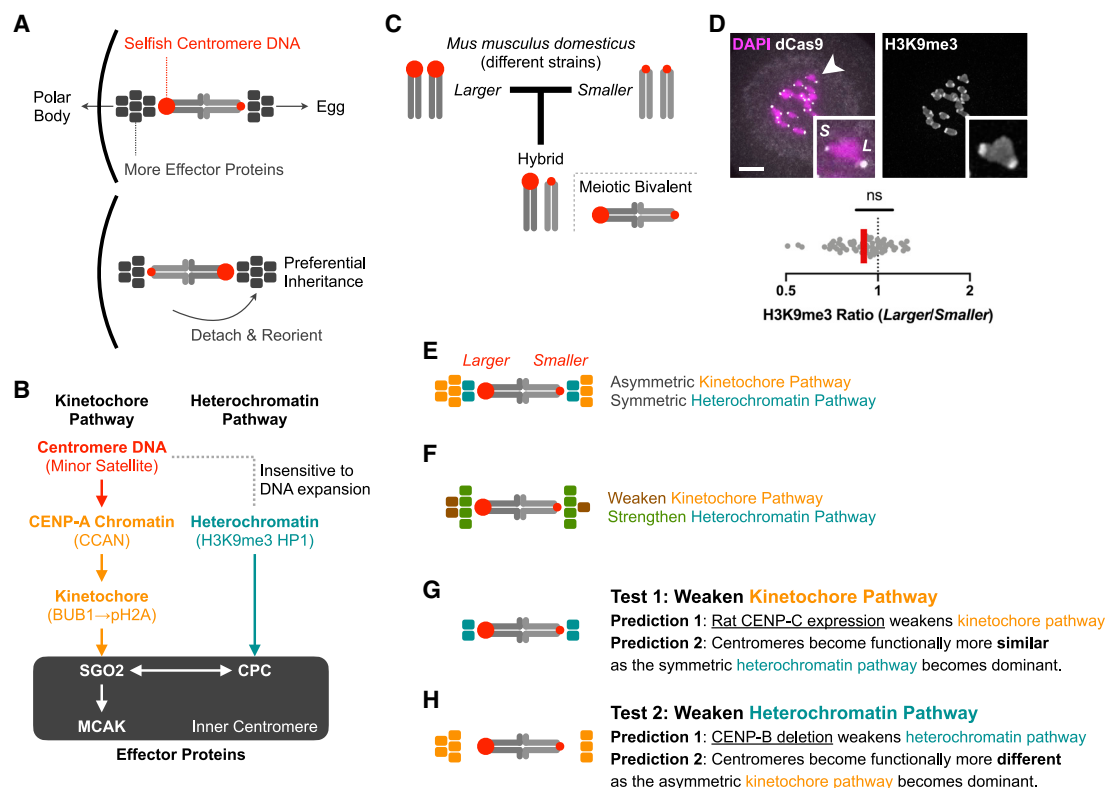 A
Selfish Centromere DNA
Polar
Body
Egg
More Effector Proteins
Preferential
Inheritance
Detach & Reorient
B
Kinetochore
Pathway
Heterochromatin
Pathway
Centromere DNA
(Minor Satellite)
Insensitive to
DNA expansion
CENP-A Chromatin
(CCAN)
Heterochromatin
(H3K9me3 HP1)
Kinetochore
(BUB1→pH2A)
SGO2
CPC
MCAK
Inner Centromere
Effector Proteins
C
Mus musculus domesticus
(different strains)
Larger
Smaller
Hybrid
Meiotic Bivalent
D
DAPI dCas9
H3K9me3
S
L
ns
0.5
1
2
H3K9me3 Ratio (Larger/Smaller)
E
Larger
Smaller
Asymmetric Kinetochore Pathway
Symmetric Heterochromatin Pathway
F
Weaken Kinetochore Pathway
Strengthen Heterochromatin Pathway
G
Test 1: Weaken Kinetochore Pathway
Prediction 1: Rat CENP-C expression weakens kinetochore pathway
Prediction 2: Centromeres become functionally more similar
as the symmetric heterochromatin pathway becomes dominant.
H
Test 2: Weaken Heterochromatin Pathway
Prediction 1: CENP-B deletion weakens heterochromatin pathway
Prediction 2: Centromeres become functionally more different
as the asymmetric kinetochore pathway becomes dominant.